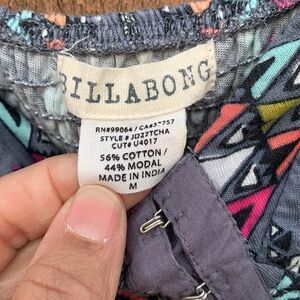 BILLABONG
RN#99064 / CA#37757
STYLE # JD27TCHA
CUT# U4017
56% COTTON /
44% MODAL
MADE IN INDIA
M